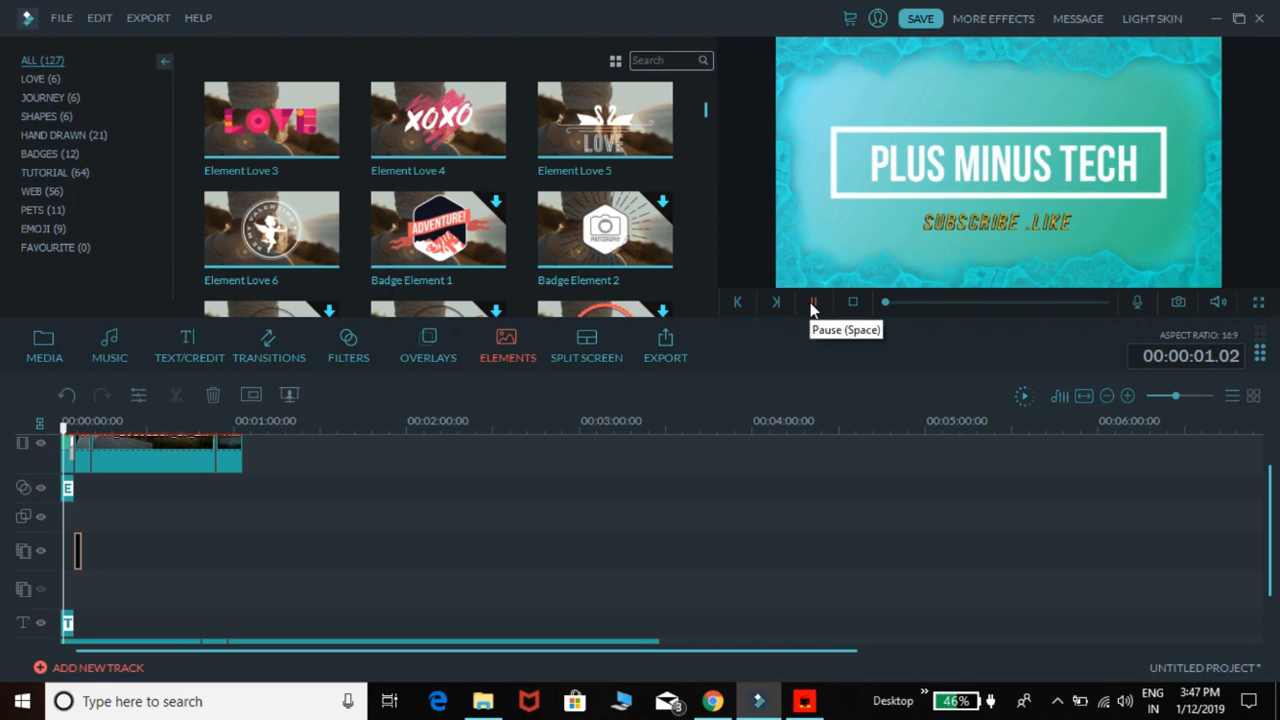 FILE EDIT EXPORT HELP
SAVE MORE EFFECTS MESSAGE LIGHT SKIN
ALL (127)
LOVE (6)
JOURNEY (6)
SHAPES (6)
HAND DRAWN (21)
BADGES (12)
TUTORIAL (64)
WEB (56)
PETS (11)
EMOJI (9)
FAVOURITE (0)
Search
LOVE
XOXO
LOVE
Element Love 3 Element Love 4 Element Love 5
ADVENTURE!
PHOTOGRAPHY
Element Love 6 Badge Element 1 Badge Element 2
PLUS MINUS TECH
SUBSCRIBE .LIKE
Pause (Space)
MEDIA MUSIC TEXT/CREDIT TRANSITIONS FILTERS OVERLAYS ELEMENTS SPLIT SCREEN EXPORT
ASPECT RATIO: 16:9
00:00:01.02
00:00:00:00 00:01:00:00 00:02:00:00 00:03:00:00 00:04:00:00 00:05:00:00 00:06:00:00
E
T
T
ADD NEW TRACK
UNTITLED PROJECT*
Type here to search
3
Desktop
46%
ENG
IN
3:47 PM
1/12/2019